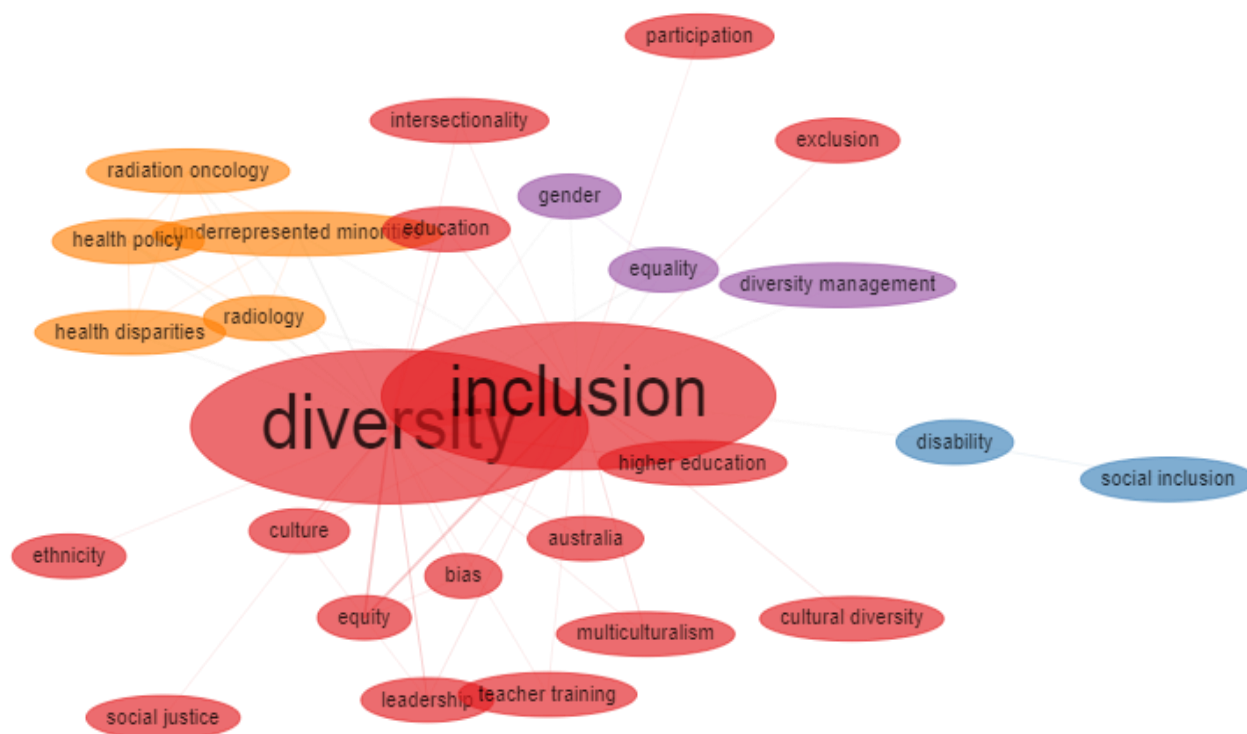 participation
intersectionality
exclusion
radiation oncology
gender
underrepresented minorities
education
health policy
equality
diversity management
radiology
health disparities
inclusion
diversity
disability
higher education
social inclusion
culture
australia
ethnicity
bias
equity
cultural diversity
multiculturalism
teacher training
leadership
social justice